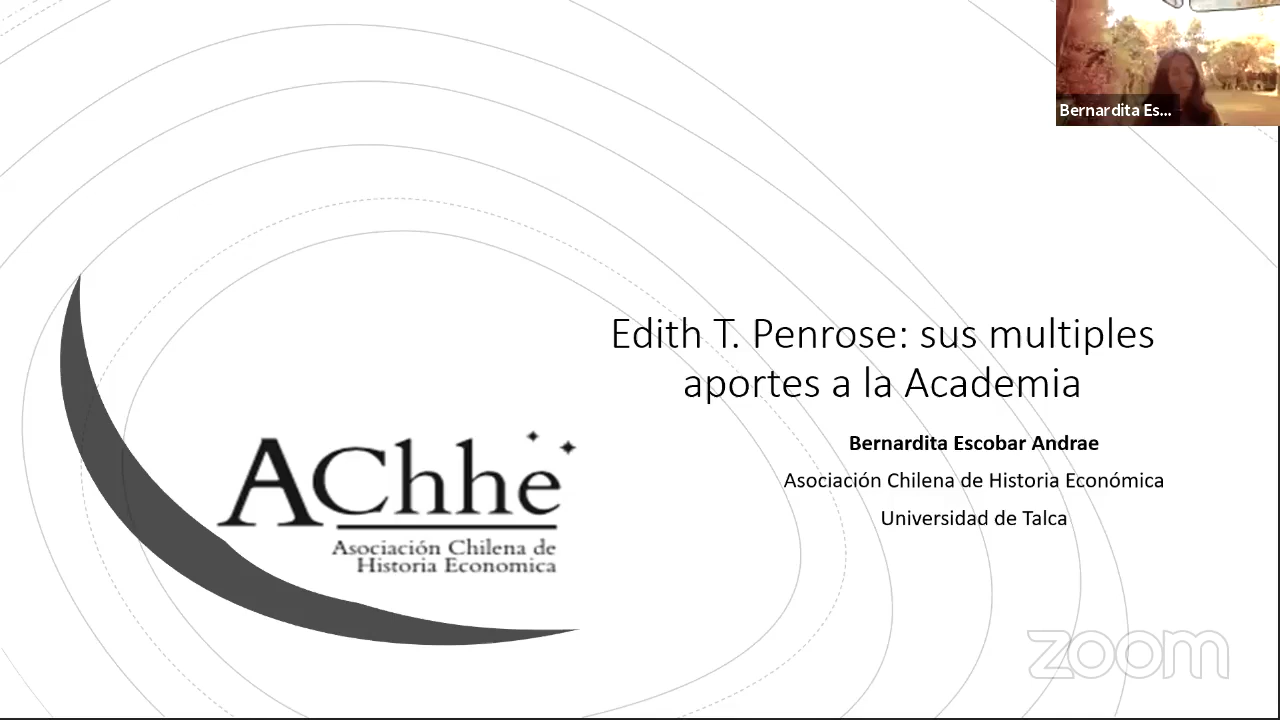 Bernardita Es...
Edith T. Penrose: sus multiples
aportes a la Academia
Bernardita Escobar Andrae
Asociación Chilena de Historia Económica
Universidad de Talca
AChhe
Asociación Chilena de
Historia Economica
zoom